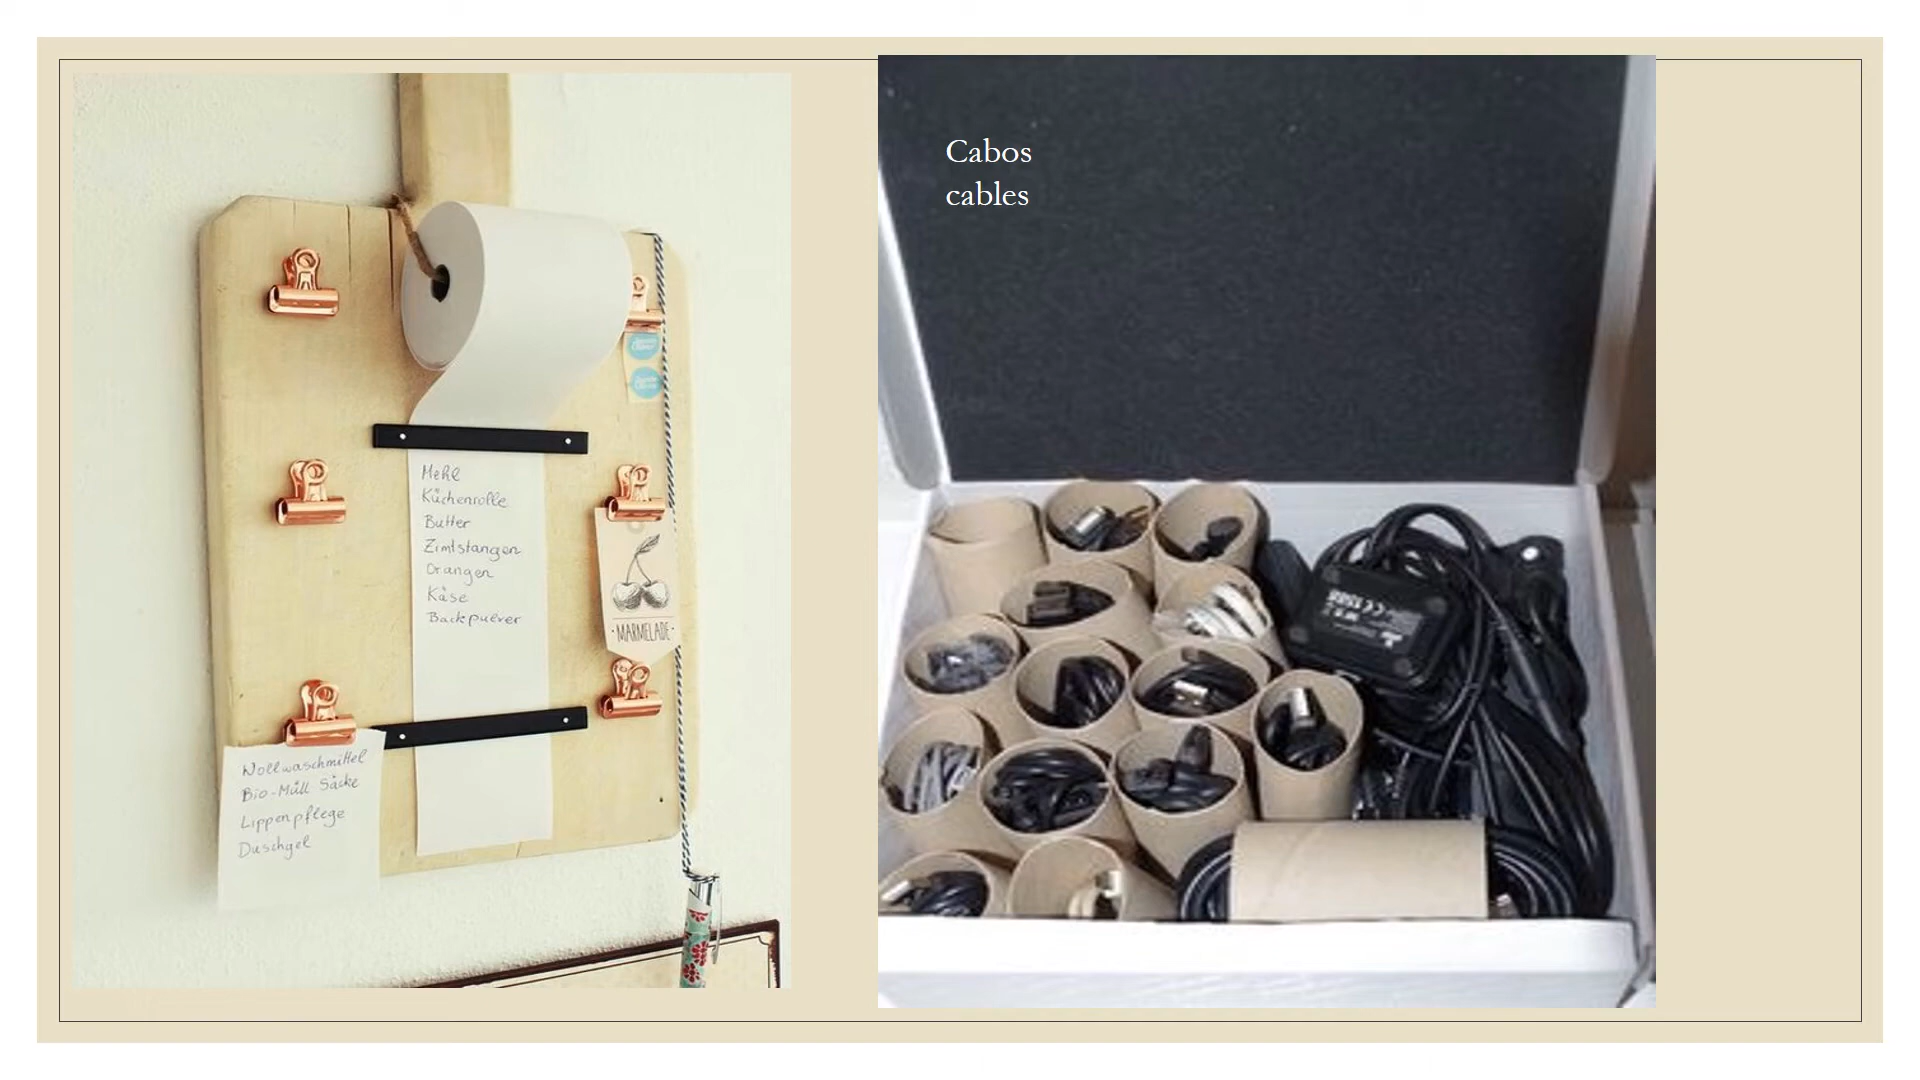 Mehl
Küchenrolle
Butter
Zimtstangen
Orangen
Käse
Backpulver
MARMELADE
Wollwaschmittel
Bio-Müll Säcke
Lippenpflege
Duschgel
Cabos
cables